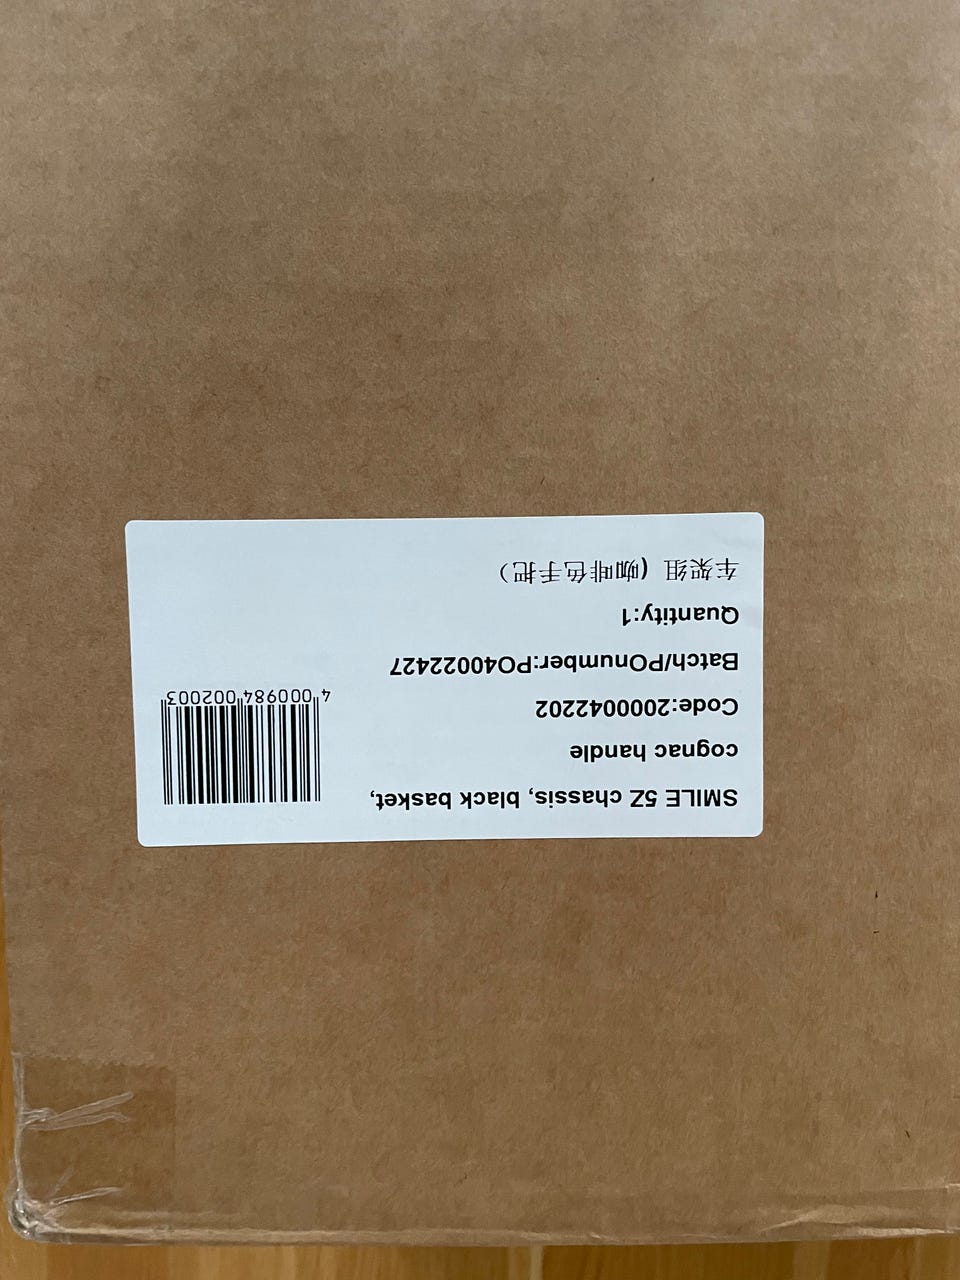 SMILE 5Z chassis, black basket,
cognac handle
Code:2000042202
Batch/POnumber:PO40022427
Quantity:1
车架组 (咖啡色手把)
4 000984 002003